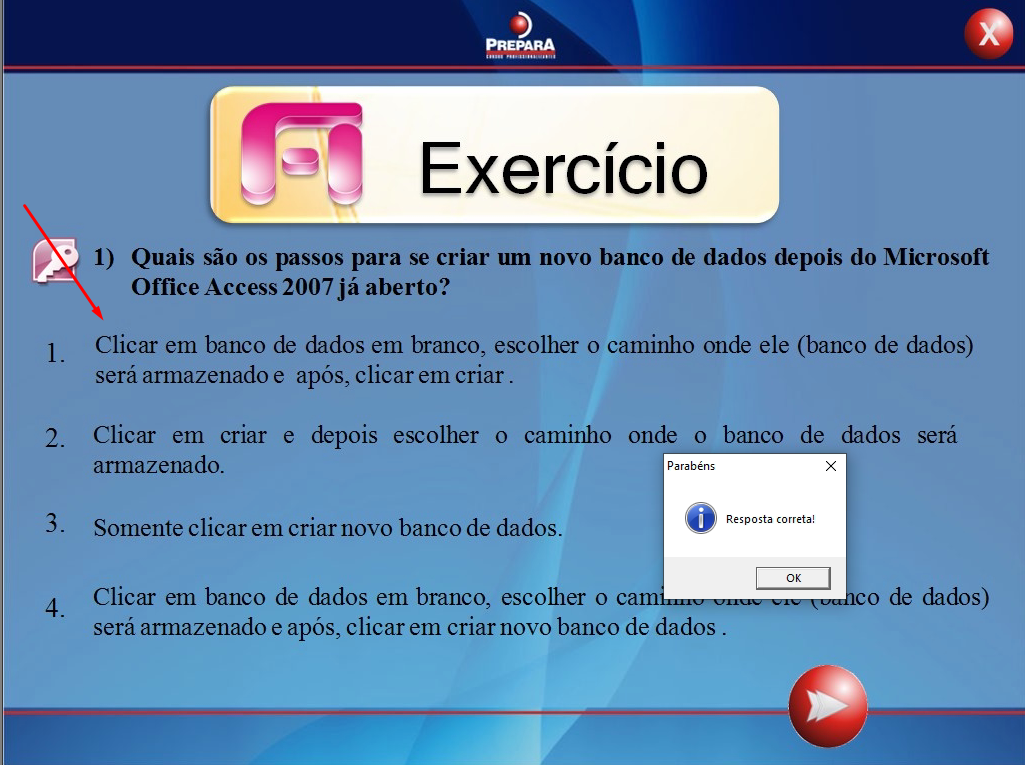 PREPARA
CURSOS PROFISSIONALIZANTES
X
Exercício
1) Quais são os passos para se criar um novo banco de dados depois do Microsoft
Office Access 2007 já aberto?
1. Clicar em banco de dados em branco, escolher o caminho onde ele (banco de dados)
será armazenado e após, clicar em criar .
2. Clicar em criar e depois escolher o caminho onde o banco de dados será
armazenado.
Parabéns
Resposta correta!
OK
3. Somente clicar em criar novo banco de dados.
4. Clicar em banco de dados em branco, escolher o caminho onde ele (banco de dados)
será armazenado e após, clicar em criar novo banco de dados .